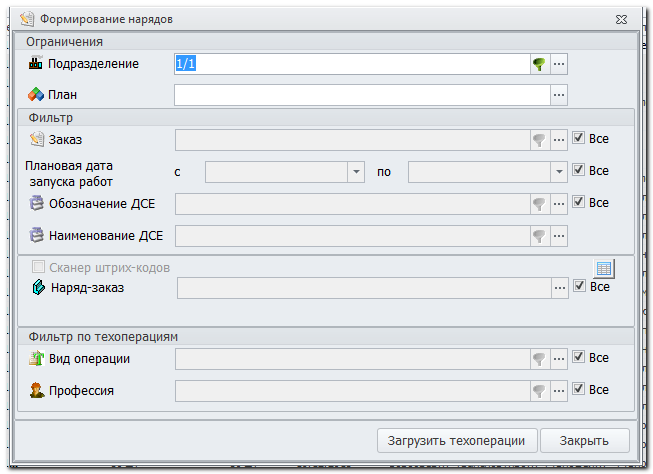 Формирование нарядов
Ограничения
Подразделение 1/1 ...
План ...
Фильтр
Заказ ... Все
Плановая дата запуска работ с по Все
Обозначение ДСЕ ... Все
Наименование ДСЕ ...
Сканер штрих-кодов
Наряд-заказ ... Все
Фильтр по техоперациям
Вид операции ... Все
Профессия ... Все
Загрузить техоперации Закрыть